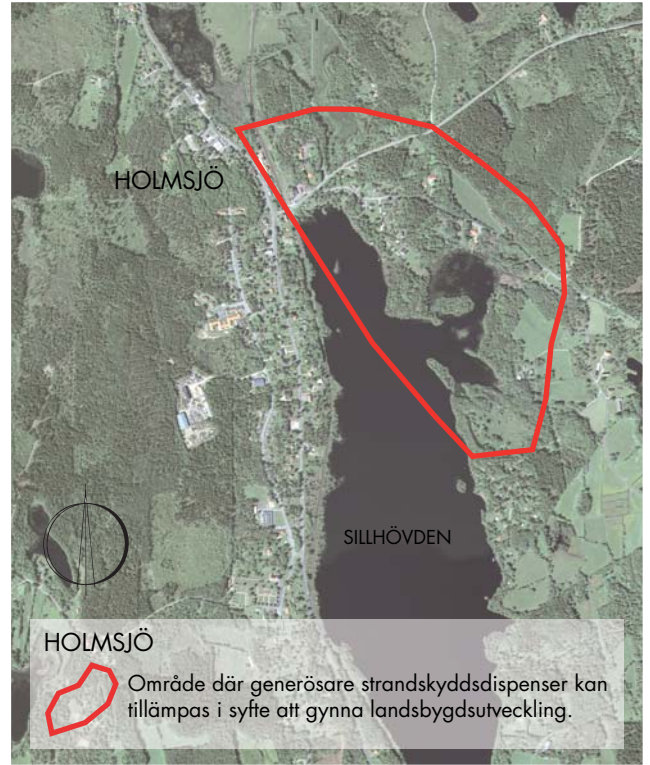 HOLMSJÖ
SILLHÖVDEN
HOLMSJÖ
Område där generösare strandskyddsdispenser kan
tillämpas i syfte att gynna landsbygdsutveckling.